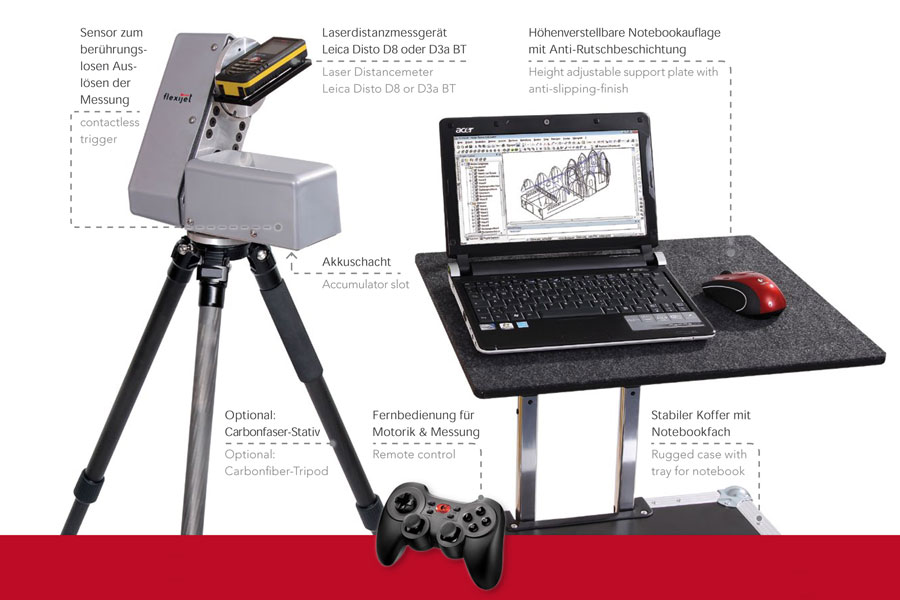 Sensor zum
berührungs-
losen Aus-
lösen der
Messung
contactless
trigger
Laserdistanzmessgerät
Leica Disto D8 oder D3a BT
Laser Distancemeter
Leica Disto D8 or D3a BT
Höhenverstellbare Notebookauflage
mit Anti-Rutschbeschichtung
Height adjustable support plate with
anti-slipping-finish
flexijet
acer
Akkuschacht
Accumulator slot
Optional:
Carbonfaser-Stativ
Optional:
Carbonfiber-Tripod
Fernbedienung für
Motorik & Messung
Remote control
Stabiler Koffer mit
Notebookfach
Rugged case with
tray for notebook